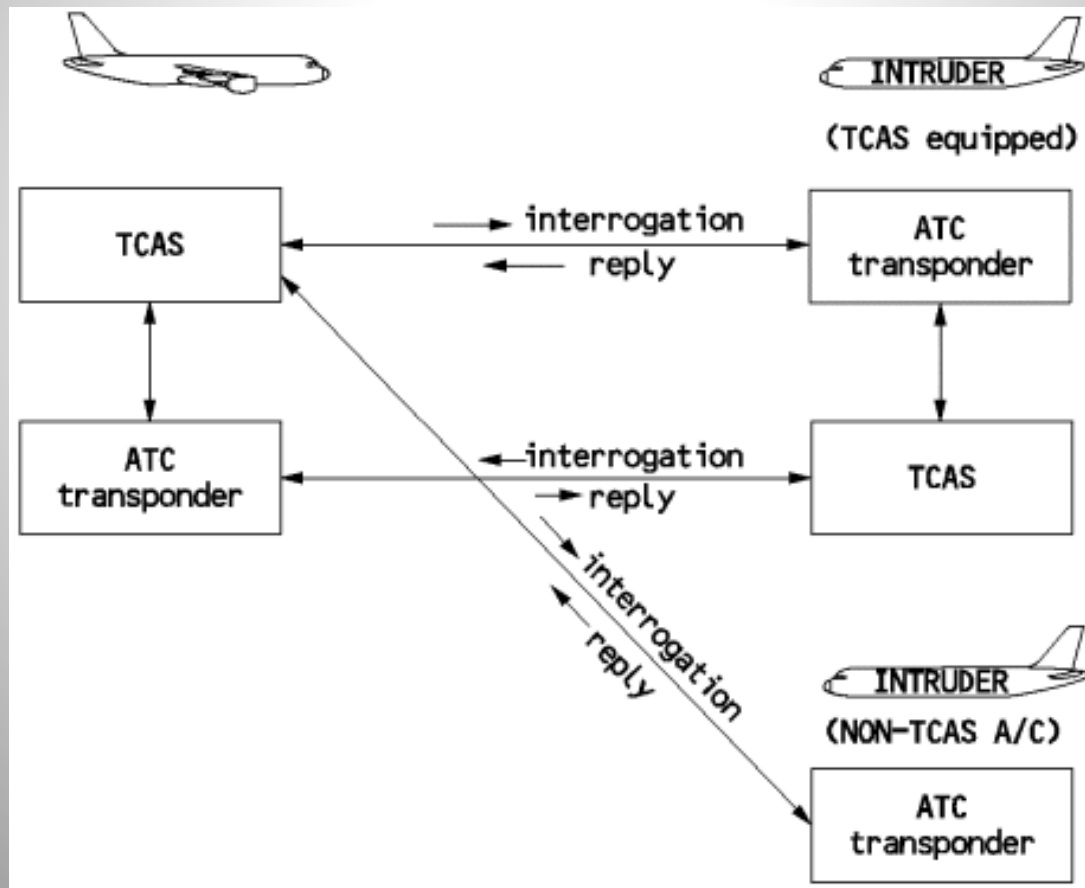 INTRUDER
(TCAS equipped)
TCAS
interrogation
reply
ATC
transponder
ATC
transponder
interrogation
reply
TCAS
interrogation
reply
INTRUDER
(NON-TCAS A/C)
ATC
transponder